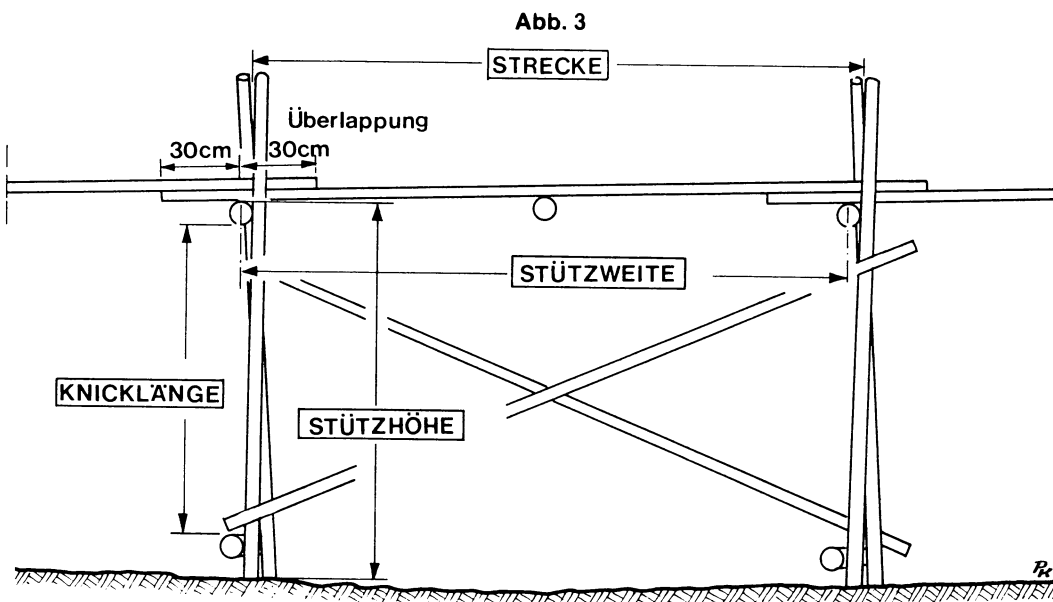 Abb. 3
STRECKE
Überlappung
30cm 30cm
STÜTZWEITE
KNICKLÄNGE
STÜTZHÖHE